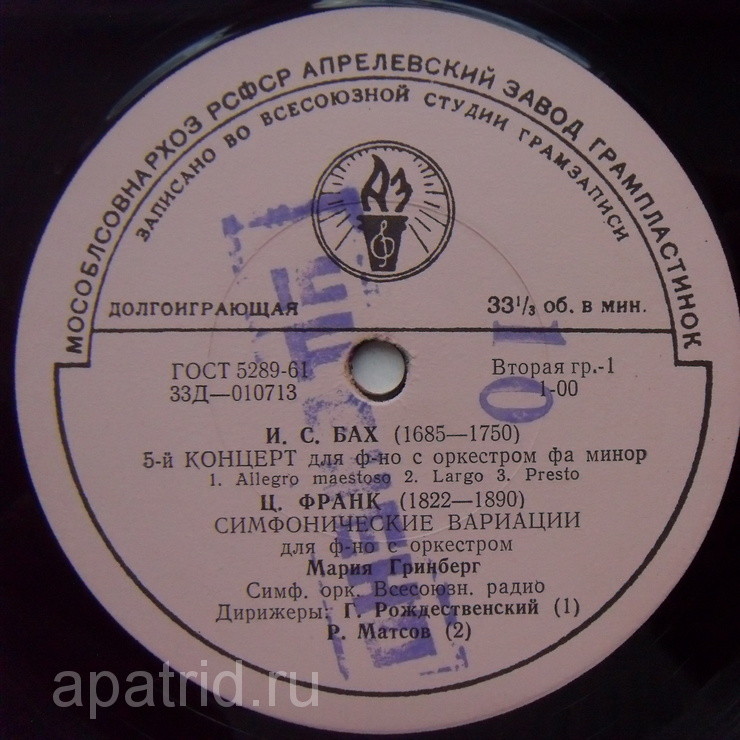 МОСОБЛСОВНАРХОЗ РСФСР АПРЕЛЕВСКИЙ ЗАВОД ГРАМПЛАСТИНОК
ЗАПИСАНО ВО ВСЕСОЮЗНОЙ СТУДИИ ГРАМЗАПИСИ
АЗ
ДОЛГОИГРАЮЩАЯ
33 1/3 об. в мин.
ГОСТ 5289-61
33Д—010713
Вторая гр.-1
1-00
10
И. С. БАХ (1685—1750)
5-й КОНЦЕРТ для ф-но с оркестром фа минор
1. Allegro maestoso 2. Largo 3. Presto
Ц. ФРАНК (1822—1890)
СИМФОНИЧЕСКИЕ ВАРИАЦИИ
для ф-но с оркестром
Мария Гринберг
Симф. орк. Всесоюзн. радио
Дирижеры: Г. Рождественский (1)
Р. Матсов (2)
apatrid.ru